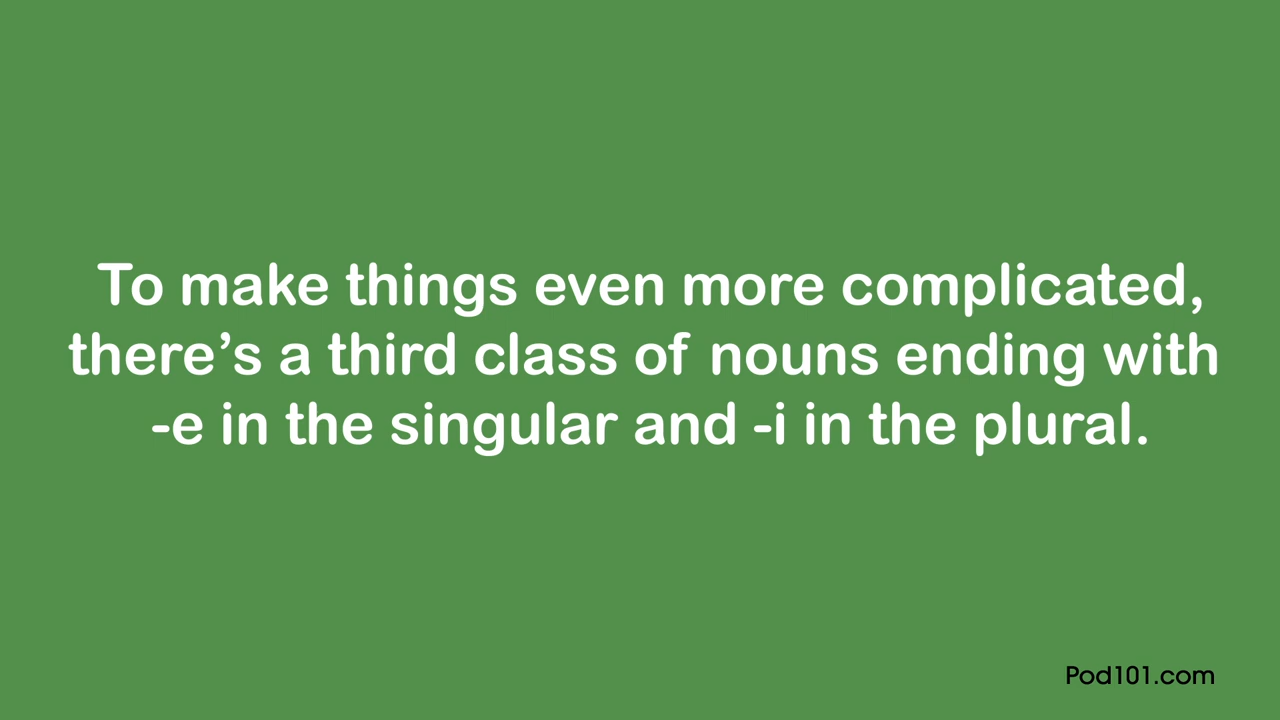 To make things even more complicated,
there’s a third class of nouns ending with
-e in the singular and -i in the plural.
Pod101.com